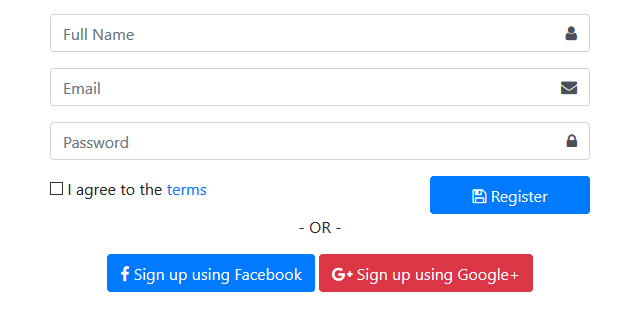 Full Name
Email
Password
I agree to the terms
Register
- OR -
Sign up using Facebook
Sign up using Google+